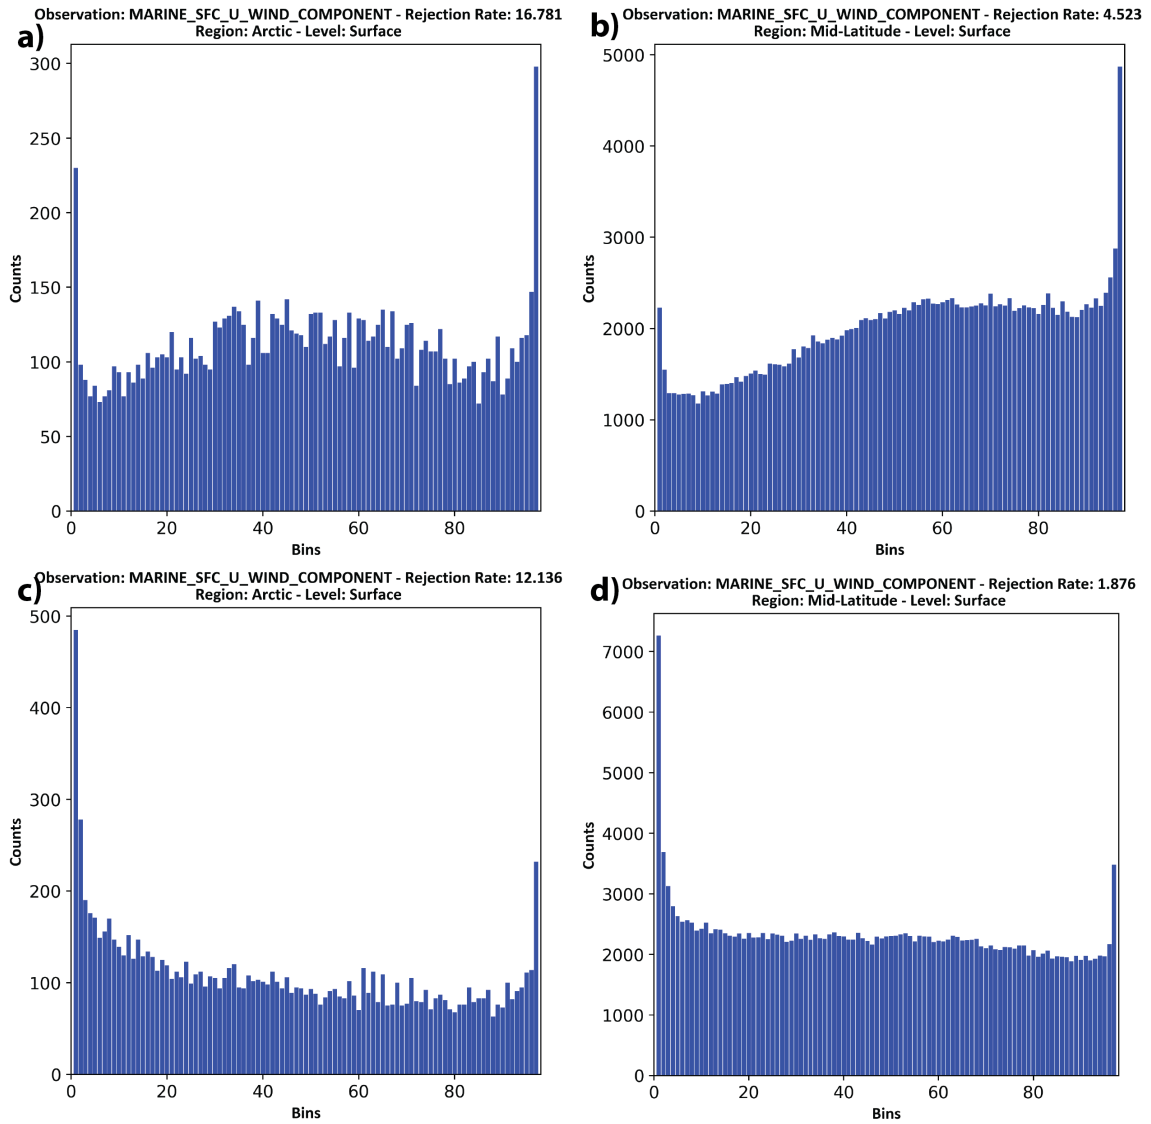 a)
Observation: MARINE_SFC_U_WIND_COMPONENT - Rejection Rate: 16.781
Region: Arctic - Level: Surface
300
250
200
150
100
50
0
Counts
0 20 40 60 80
Bins
b)
Observation: MARINE_SFC_U_WIND_COMPONENT - Rejection Rate: 4.523
Region: Mid-Latitude - Level: Surface
5000
4000
3000
2000
1000
0
Counts
0 20 40 60 80
Bins
c)
Observation: MARINE_SFC_U_WIND_COMPONENT - Rejection Rate: 12.136
Region: Arctic - Level: Surface
500
400
300
200
100
0
Counts
0 20 40 60 80
Bins
d)
Observation: MARINE_SFC_U_WIND_COMPONENT - Rejection Rate: 1.876
Region: Mid-Latitude - Level: Surface
7000
6000
5000
4000
3000
2000
1000
0
Counts
0 20 40 60 80
Bins